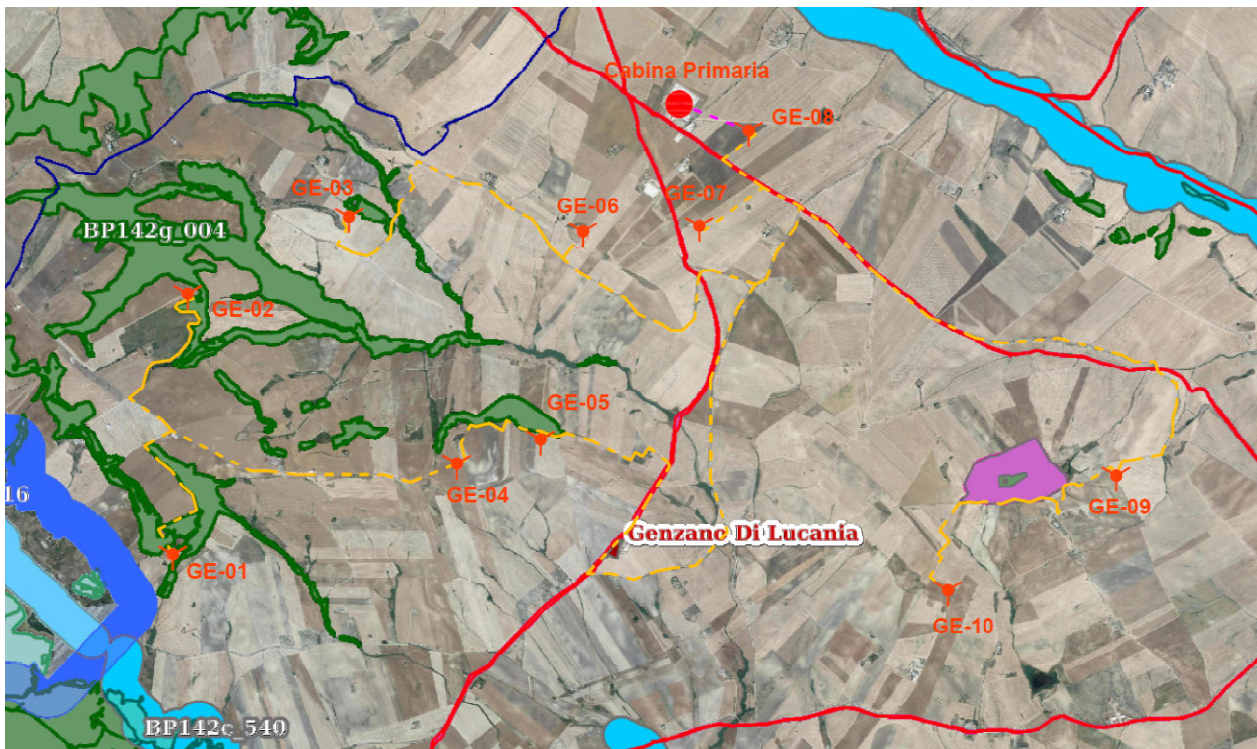 Cabina Primaria
GE-08
GE-03
GE-07
GE-06
BP142g_004
GE-02
GE-05
GE-04
16
GE-09
Genzano Di Lucania
GE-01
GE-10
BP142c_540